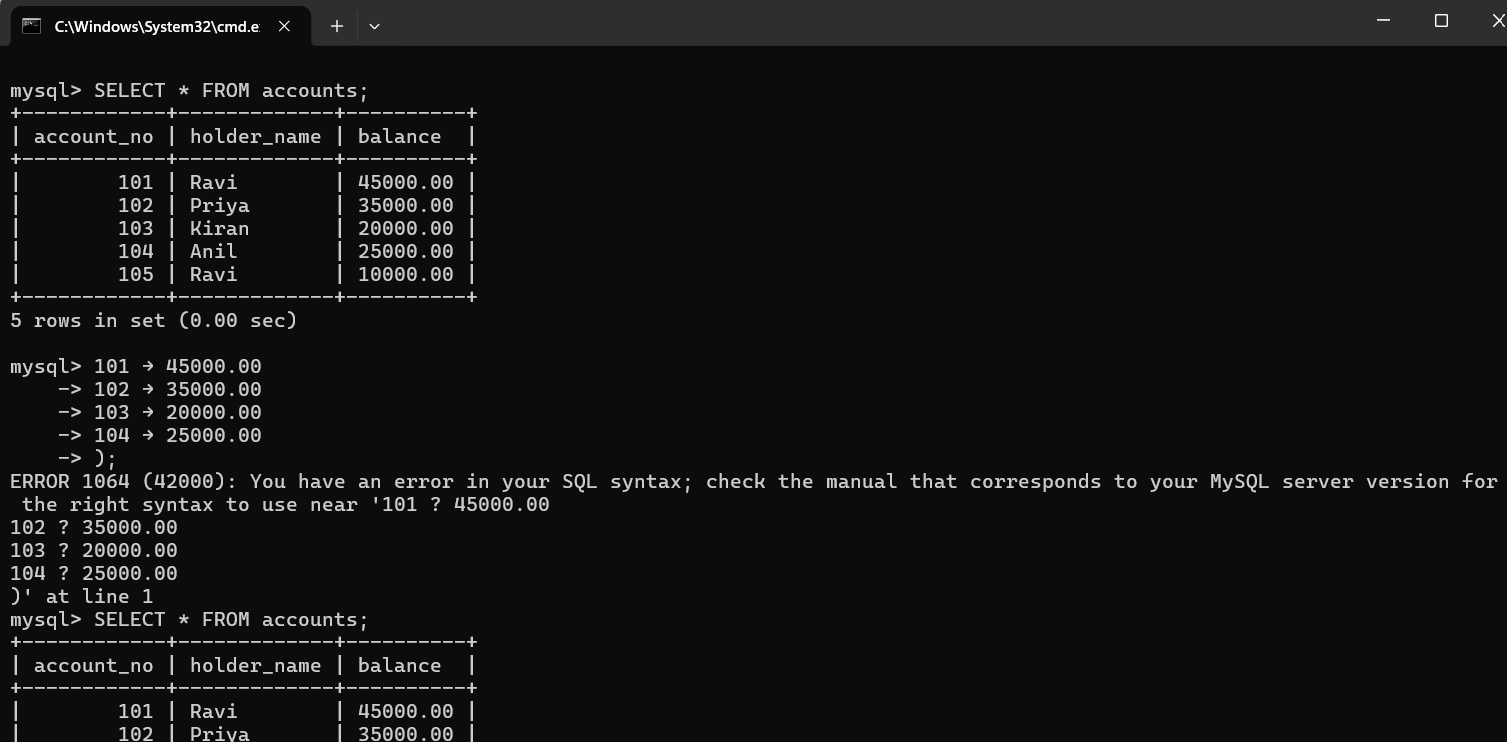 C:\Windows\System32\cmd.e
mysql> SELECT * FROM accounts;
+------------+-------------+----------+
| account_no | holder_name | balance  |
+------------+-------------+----------+
|        101 | Ravi        | 45000.00 |
|        102 | Priya       | 35000.00 |
|        103 | Kiran       | 20000.00 |
|        104 | Anil        | 25000.00 |
|        105 | Ravi        | 10000.00 |
+------------+-------------+----------+
5 rows in set (0.00 sec)
mysql> 101 → 45000.00
    -> 102 → 35000.00
    -> 103 → 20000.00
    -> 104 → 25000.00
    -> );
ERROR 1064 (42000): You have an error in your SQL syntax; check the manual that corresponds to your MySQL server version for
 the right syntax to use near '101 ? 45000.00
102 ? 35000.00
103 ? 20000.00
104 ? 25000.00
)' at line 1
mysql> SELECT * FROM accounts;
+------------+-------------+----------+
| account_no | holder_name | balance  |
+------------+-------------+----------+
|        101 | Ravi        | 45000.00 |
|        102 | Priya       | 35000.00 |